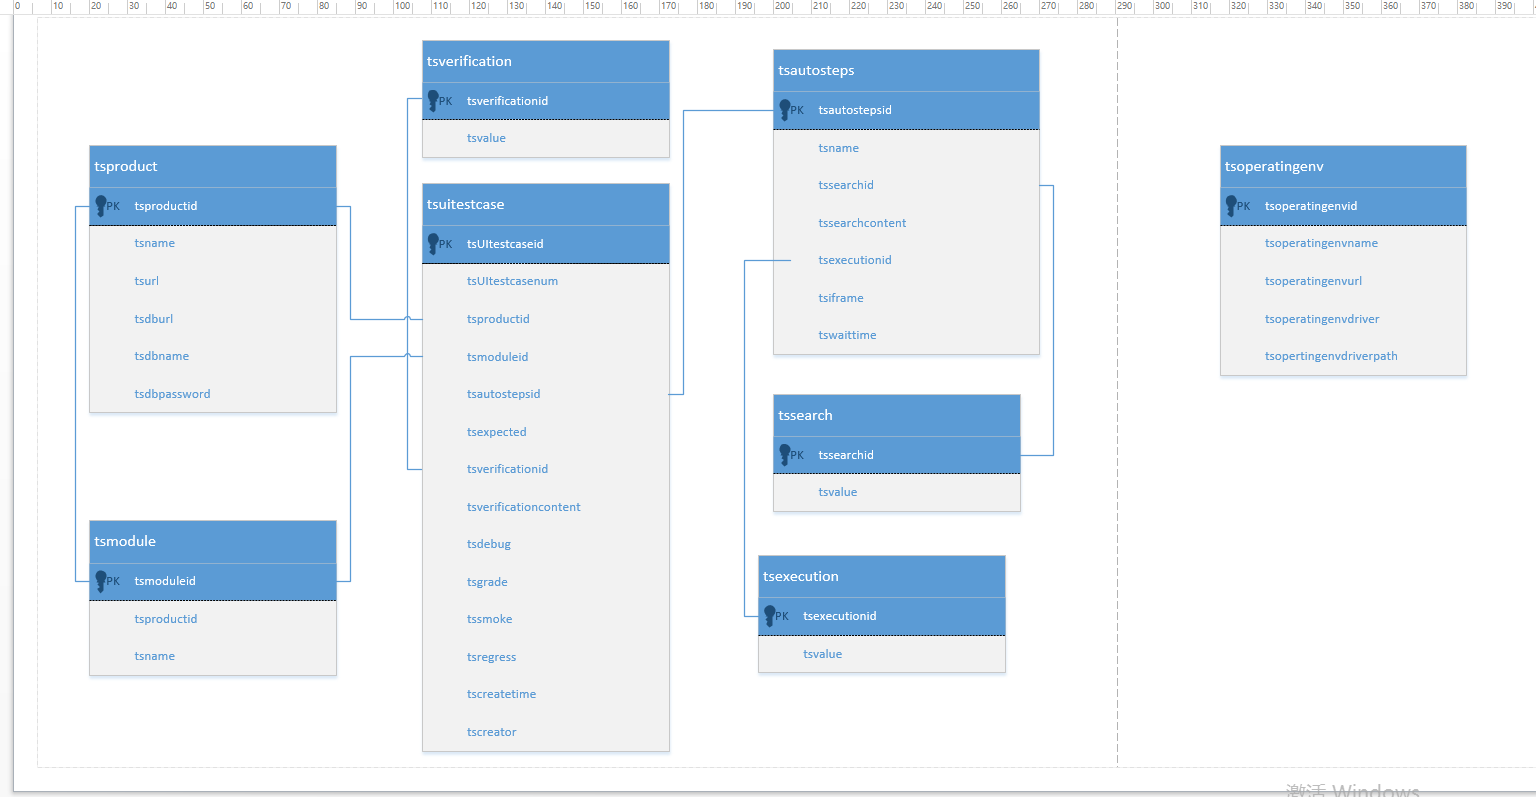 0 10 20 30 40 50 60 70 80 90 100 110 120 130 140 150 160 170 180 190 200 210 220 230 240 250 260 270 280 290 300 310 320 330 340 350 360 370 380 390
tsproduct
PK tsproductid
tsname
tsurl
tsdburl
tsdbname
tsdbpassword
tsmodule
PK tsmoduleid
tsproductid
tsname
tsverification
PK tsverificationid
tsvalue
tsuitestcase
PK tsUItestcaseid
tsUItestcasenum
tsproductid
tsmoduleid
tsautostepsid
tsexpected
tsverificationid
tsverificationcontent
tsdebug
tsgrade
tssmoke
tsregress
tscreatetime
tscreator
tsautosteps
PK tsautostepsid
tsname
tssearchid
tssearchcontent
tsexecutionid
tsiframe
tswaittime
tssearch
PK tssearchid
tsvalue
tsexecution
PK tsexecutionid
tsvalue
tsoperatingenv
PK tsoperatingenvid
tsoperatingenvname
tsoperatingenvurl
tsoperatingenvdriver
tsopertingenvdriverpath
激活 Windows